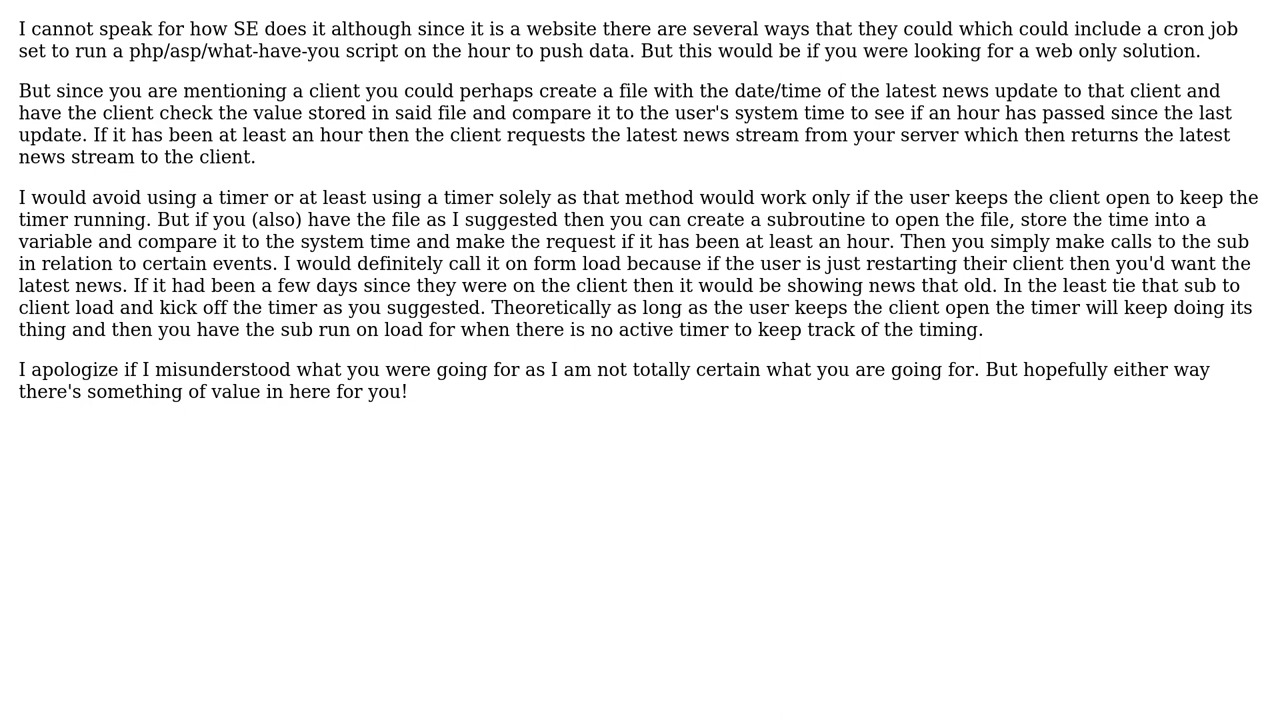 I cannot speak for how SE does it although since it is a website there are several ways that they could which could include a cron job
set to run a php/asp/what-have-you script on the hour to push data. But this would be if you were looking for a web only solution.
But since you are mentioning a client you could perhaps create a file with the date/time of the latest news update to that client and
have the client check the value stored in said file and compare it to the user's system time to see if an hour has passed since the last
update. If it has been at least an hour then the client requests the latest news stream from your server which then returns the latest
news stream to the client.
I would avoid using a timer or at least using a timer solely as that method would work only if the user keeps the client open to keep the
timer running. But if you (also) have the file as I suggested then you can create a subroutine to open the file, store the time into a
variable and compare it to the system time and make the request if it has been at least an hour. Then you simply make calls to the sub
in relation to certain events. I would definitely call it on form load because if the user is just restarting their client then you'd want the
latest news. If it had been a few days since they were on the client then it would be showing news that old. In the least tie that sub to
client load and kick off the timer as you suggested. Theoretically as long as the user keeps the client open the timer will keep doing its
thing and then you have the sub run on load for when there is no active timer to keep track of the timing.
I apologize if I misunderstood what you were going for as I am not totally certain what you are going for. But hopefully either way
there's something of value in here for you!